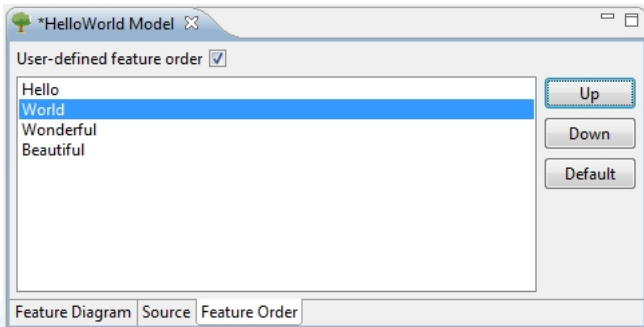 *HelloWorld Model
User-defined feature order
Hello
World
Wonderful
Beautiful
Up
Down
Default
Feature Diagram Source Feature Order